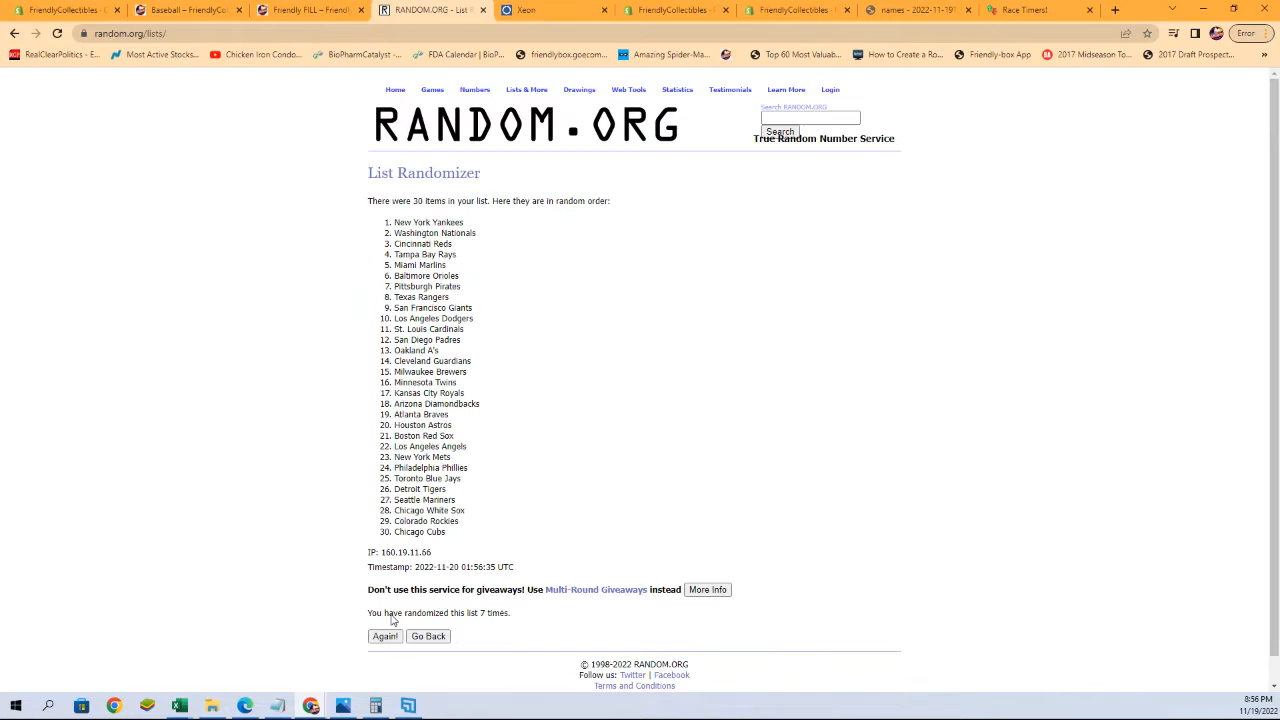 FriendlyCollectibles - C
Baseball – FriendlyCo
Friendly FILL – Friendly
RANDOM.ORG - List
Xeon
FriendlyCollectibles
FriendlyCollectibles
names - 2022-11-19
Race Timers!
random.org/lists/
Error
RealClearPolitics - E...
Most Active Stocks...
Chicken Iron Condo...
BioPharmCatalyst -...
FDA Calendar | BioP...
friendlybox.goecom...
Amazing Spider-Ma...
Top 60 Most Valuab...
How to Create a Ro...
Friendly-box App
2017 Midseason To...
2017 Draft Prospect...
Home Games Numbers Lists & More Drawings Web Tools Statistics Testimonials Learn More Login
RANDOM.ORG
Search RANDOM.ORG
Search
True Random Number Service
List Randomizer
There were 30 items in your list. Here they are in random order:
1. New York Yankees
2. Washington Nationals
3. Cincinnati Reds
4. Tampa Bay Rays
5. Miami Marlins
6. Baltimore Orioles
7. Pittsburgh Pirates
8. Texas Rangers
9. San Francisco Giants
10. Los Angeles Dodgers
11. St. Louis Cardinals
12. San Diego Padres
13. Oakland A's
14. Cleveland Guardians
15. Milwaukee Brewers
16. Minnesota Twins
17. Kansas City Royals
18. Arizona Diamondbacks
19. Atlanta Braves
20. Houston Astros
21. Boston Red Sox
22. Los Angeles Angels
23. New York Mets
24. Philadelphia Phillies
25. Toronto Blue Jays
26. Detroit Tigers
27. Seattle Mariners
28. Chicago White Sox
29. Colorado Rockies
30. Chicago Cubs
IP: 160.19.11.66
Timestamp: 2022-11-20 01:56:35 UTC
Don't use this service for giveaways! Use Multi-Round Giveaways instead More Info
You have randomized this list 7 times.
Again! Go Back
© 1998-2022 RANDOM.ORG
Follow us: Twitter | Facebook
Terms and Conditions
8:56 PM
11/19/2022